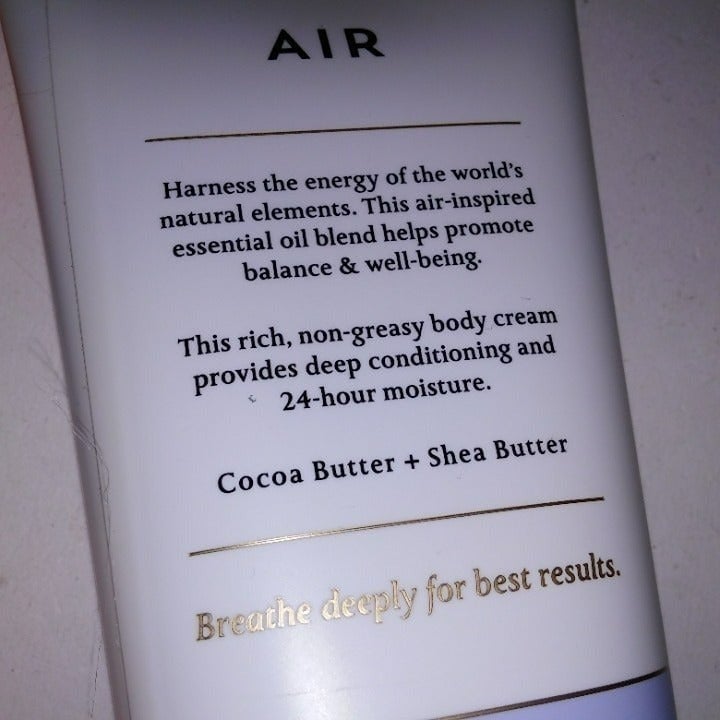 AIR
Harness the energy of the world's
natural elements. This air-inspired
essential oil blend helps promote
balance & well-being.
This rich, non-greasy body cream
provides deep conditioning and
24-hour moisture.
Cocoa Butter + Shea Butter
Breathe deeply for best results.